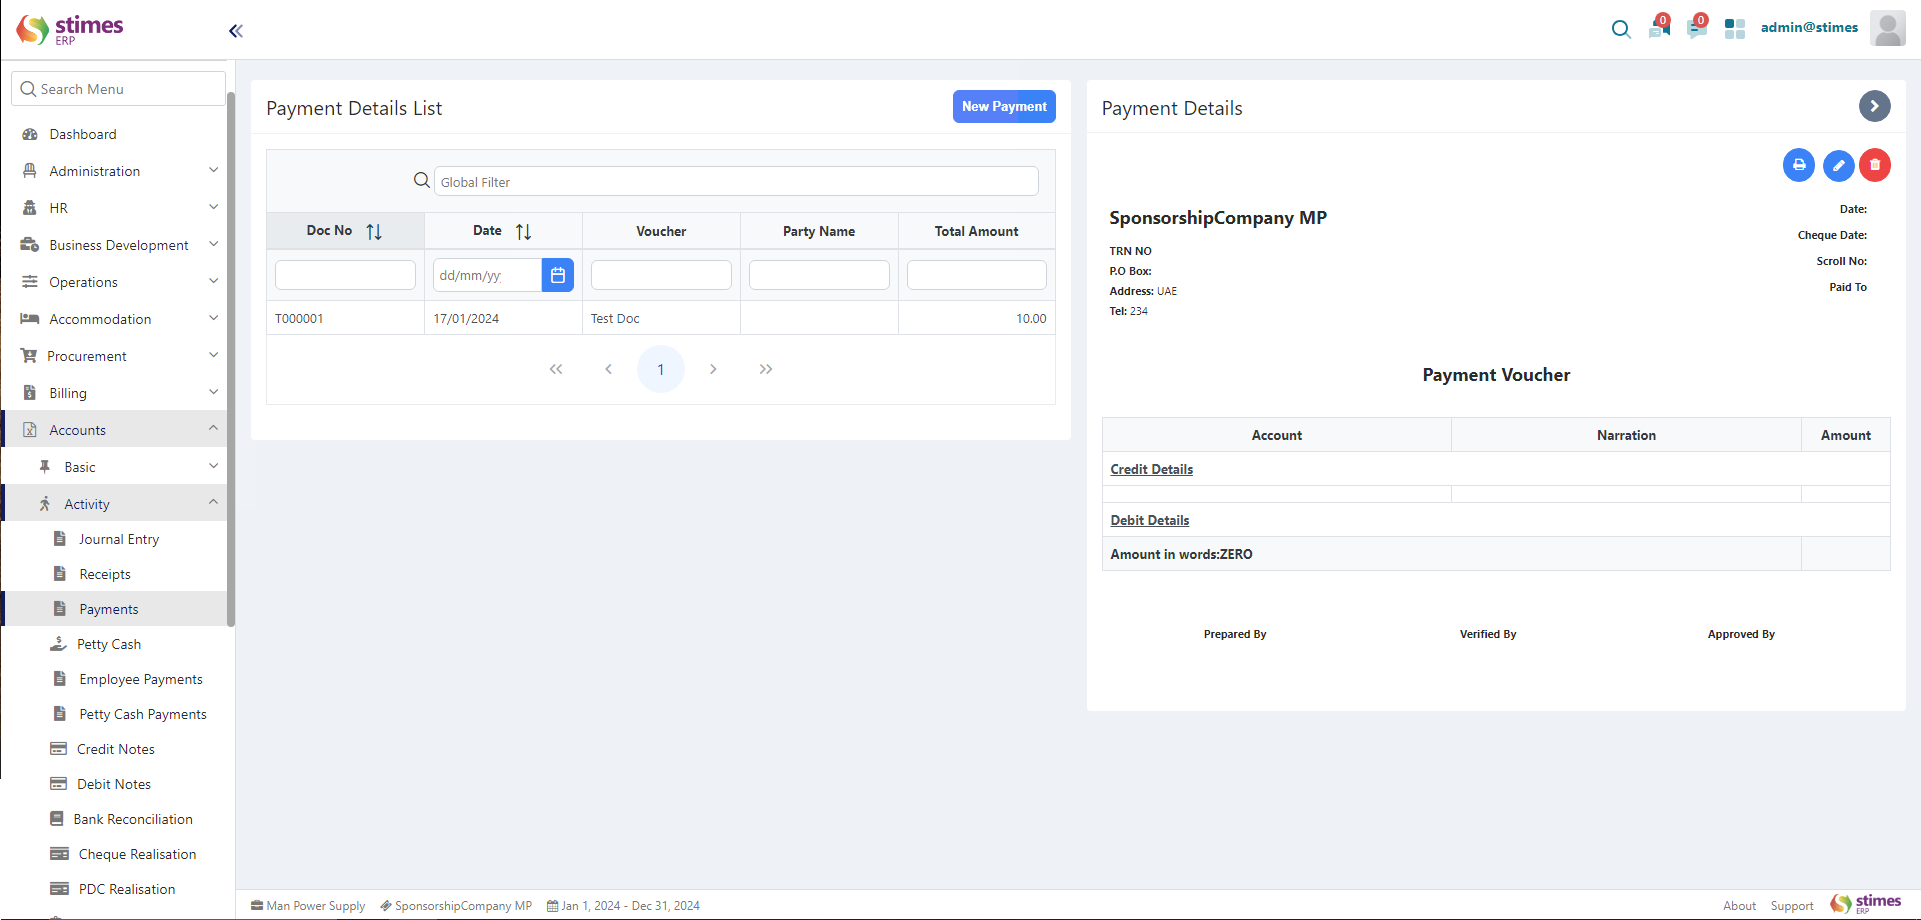 stimes
ERP
0
0
admin@stimes
Search Menu
Dashboard
Administration
HR
Business Development
Operations
Accommodation
Procurement
Billing
Accounts
Basic
Activity
Journal Entry
Receipts
Payments
Petty Cash
Employee Payments
Petty Cash Payments
Credit Notes
Debit Notes
Bank Reconciliation
Cheque Realisation
PDC Realisation
Payment Details List
New Payment
Global Filter
Doc No Date Voucher Party Name Total Amount
dd/mm/yy
T000001 17/01/2024 Test Doc 10.00
1
Payment Details
SponsorshipCompany MP
TRN NO
P.O Box:
Address: UAE
Tel: 234
Date:
Cheque Date:
Scroll No:
Paid To
Payment Voucher
Account Narration Amount
Credit Details
Debit Details
Amount in words:ZERO
Prepared By Verified By Approved By
Man Power Supply SponsorshipCompany MP Jan 1, 2024 - Dec 31, 2024
About Support stimes
ERP